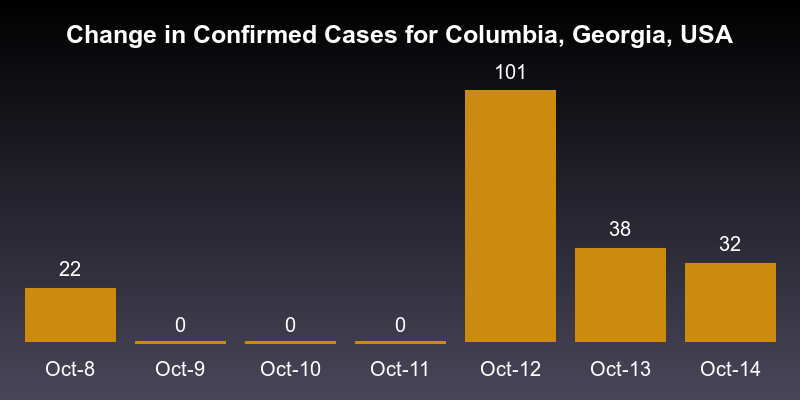 Change in Confirmed Cases for Columbia, Georgia, USA
101
38
32
22
0
0
0
Oct-8
Oct-9
Oct-10
Oct-11
Oct-12
Oct-13
Oct-14